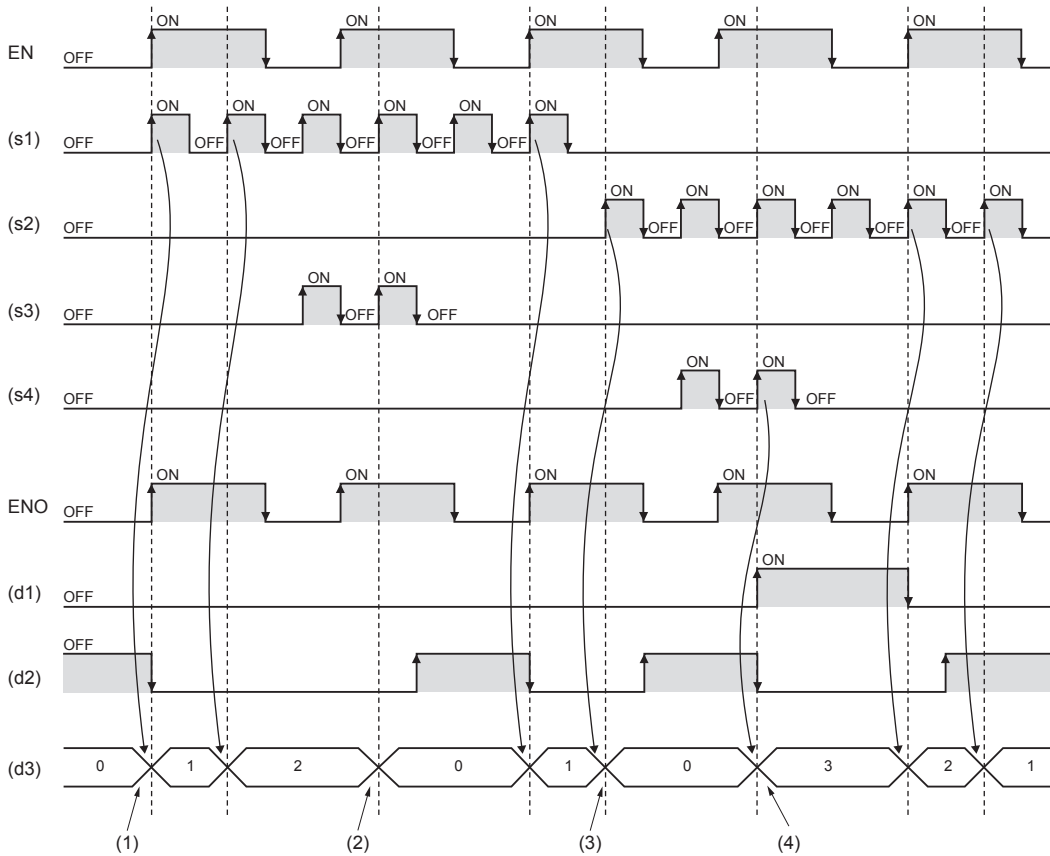 ON ON ON ON ON
EN OFF
ON ON ON ON ON ON
(s1) OFF OFF OFF OFF OFF OFF
ON ON ON ON ON ON
(s2) OFF OFF OFF OFF OFF OFF
ON ON
(s3) OFF OFF OFF
ON ON
(s4) OFF OFF OFF
ON ON ON ON ON
ENO OFF
ON
(d1) OFF
OFF
(d2)
(d3) 0 1 2 0 1 0 3 2 1
(1) (2) (3) (4)